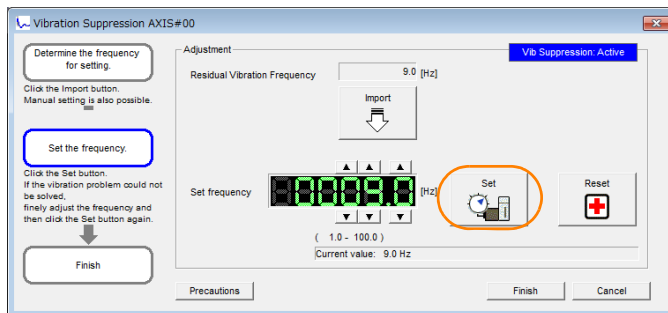 Vibration Suppression AXIS#00
Determine the frequency
for setting.
Click the Import button.
Manual setting is also possible.
Set the frequency.
Click the Set button.
If the vibration problem could not
be solved,
finely adjust the frequency and
then click the Set button again.
Finish
Adjustment
Vib Suppression: Active
Residual Vibration Frequency
9.0 [Hz]
Import
Set frequency
0009.0 [Hz]
Set
Reset
( 1.0 - 100.0 )
Current value: 9.0 Hz
Precautions
Finish
Cancel